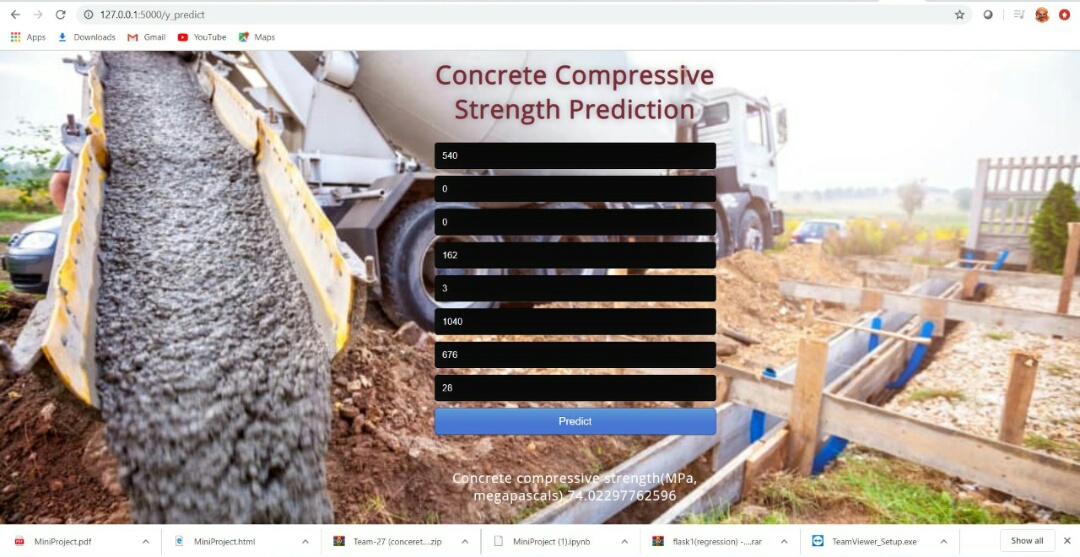 127.0.0.1:5000/y_predict
Apps Downloads Gmail YouTube Maps
Concrete Compressive
Strength Prediction
540
0
0
162
3
1040
676
28
Predict
Concrete compressive strength(MPa,
megapascals) 74.02297762596
MiniProject.pdf MiniProject.html Team-27 (conceret....zip MiniProject (1).ipynb flask1(regression) -....rar TeamViewer_Setup.exe Show all